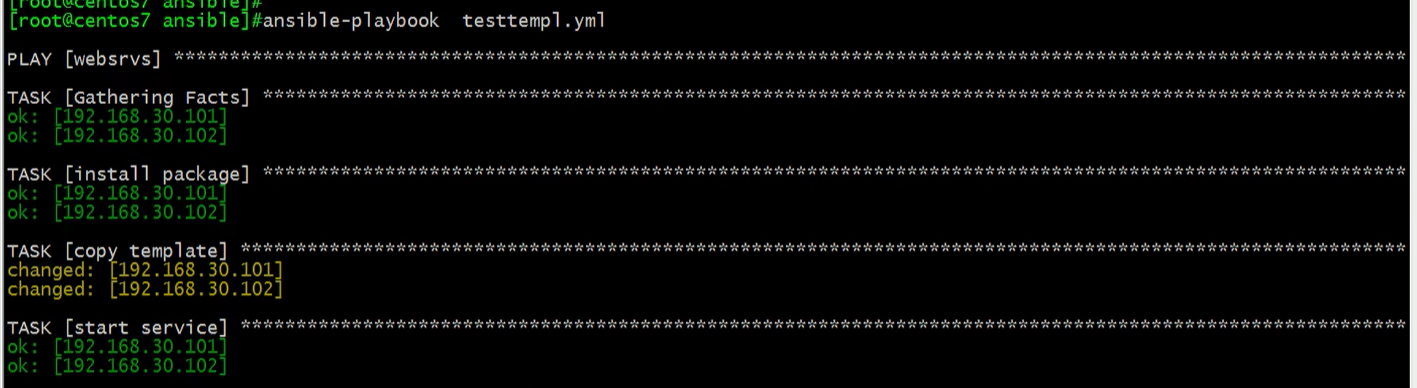 [root@centos7 ansible]#
[root@centos7 ansible]#ansible-playbook  testtempl.yml
PLAY [websrvs] ****************************************************************************************************************
TASK [Gathering Facts] ********************************************************************************************************
ok: [192.168.30.101]
ok: [192.168.30.102]
TASK [install package] ********************************************************************************************************
ok: [192.168.30.101]
ok: [192.168.30.102]
TASK [copy template] **********************************************************************************************************
changed: [192.168.30.101]
changed: [192.168.30.102]
TASK [start service] **********************************************************************************************************
ok: [192.168.30.101]
ok: [192.168.30.102]